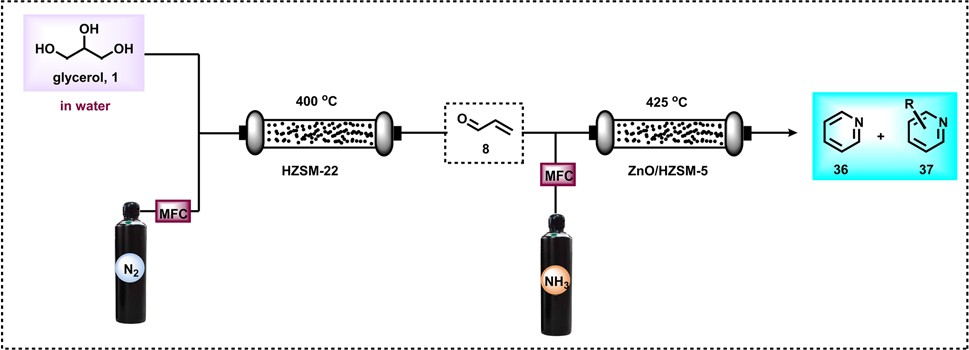 OH
HO
OH
glycerol, 1
in water
MFC
N₂
400 °C
HZSM-22
O
8
MFC
NH₃
425 °C
ZnO/HZSM-5
N
36
+
R
N
37